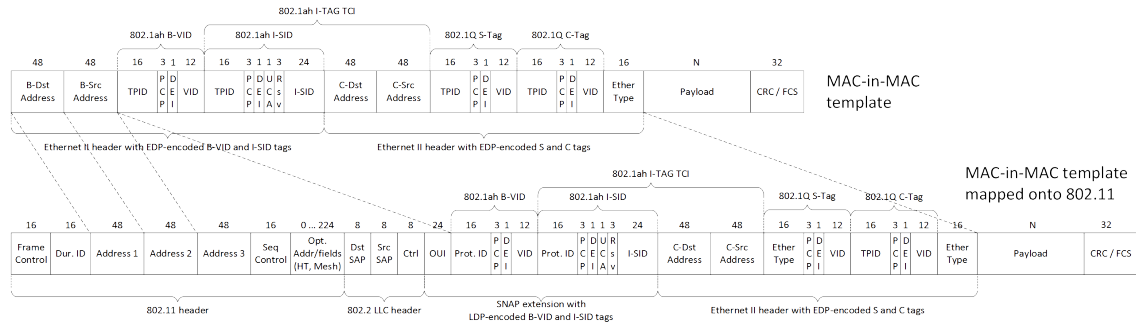 802.1ah I-TAG TCI
802.1ah B-VID
802.1ah I-SID
802.1Q S-Tag
802.1Q C-Tag
48 48 16 3 1 12 16 3 1 1 3 24 48 48 16 3 1 12 16 3 1 12 16 N 32
B-Dst Address
B-Src Address
TPID
PCP
DEI
VID
TPID
PCP
DEI
UCA
Rsv
I-SID
C-Dst Address
C-Src Address
TPID
PCP
DEI
VID
TPID
PCP
DEI
VID
Ether Type
Payload
CRC / FCS
MAC-in-MAC
template
Ethernet II header with EDP-encoded B-VID and I-SID tags
Ethernet II header with EDP-encoded S and C tags
MAC-in-MAC template
mapped onto 802.11
802.1ah I-TAG TCI
802.1ah B-VID
802.1ah I-SID
802.1Q S-Tag
802.1Q C-Tag
16 16 48 48 48 16 0 ... 224 8 8 8 24 16 3 1 12 16 3 1 1 3 24 48 48 16 3 1 12 16 3 1 12 16 N 32
Frame Control
Dur. ID
Address 1
Address 2
Address 3
Seq Control
Opt. Addr/fields (HT, Mesh)
Dst SAP
Src SAP
Ctrl
OUI
Prot. ID
PCP
DEI
VID
Prot. ID
PCP
DEI
UCA
Rsv
I-SID
C-Dst Address
C-Src Address
Ether Type
PCP
DEI
VID
TPID
PCP
DEI
VID
Ether Type
Payload
CRC / FCS
802.11 header
802.2 LLC header
SNAP extension with
LDP-encoded B-VID and I-SID tags
Ethernet II header with EDP-encoded S and C tags